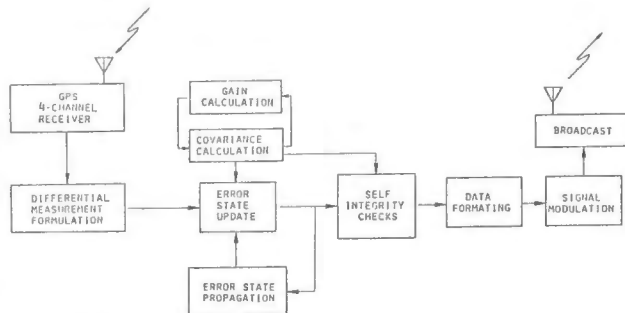 GPS
4-CHANNEL
RECEIVER
GAIN
CALCULATION
COVARIANCE
CALCULATION
BROADCAST
DIFFERENTIAL
MEASUREMENT
FORMULATION
ERROR
STATE
UPDATE
SELF
INTEGRITY
CHECKS
DATA
FORMATING
SIGNAL
MODULATION
ERROR STATE
PROPAGATION